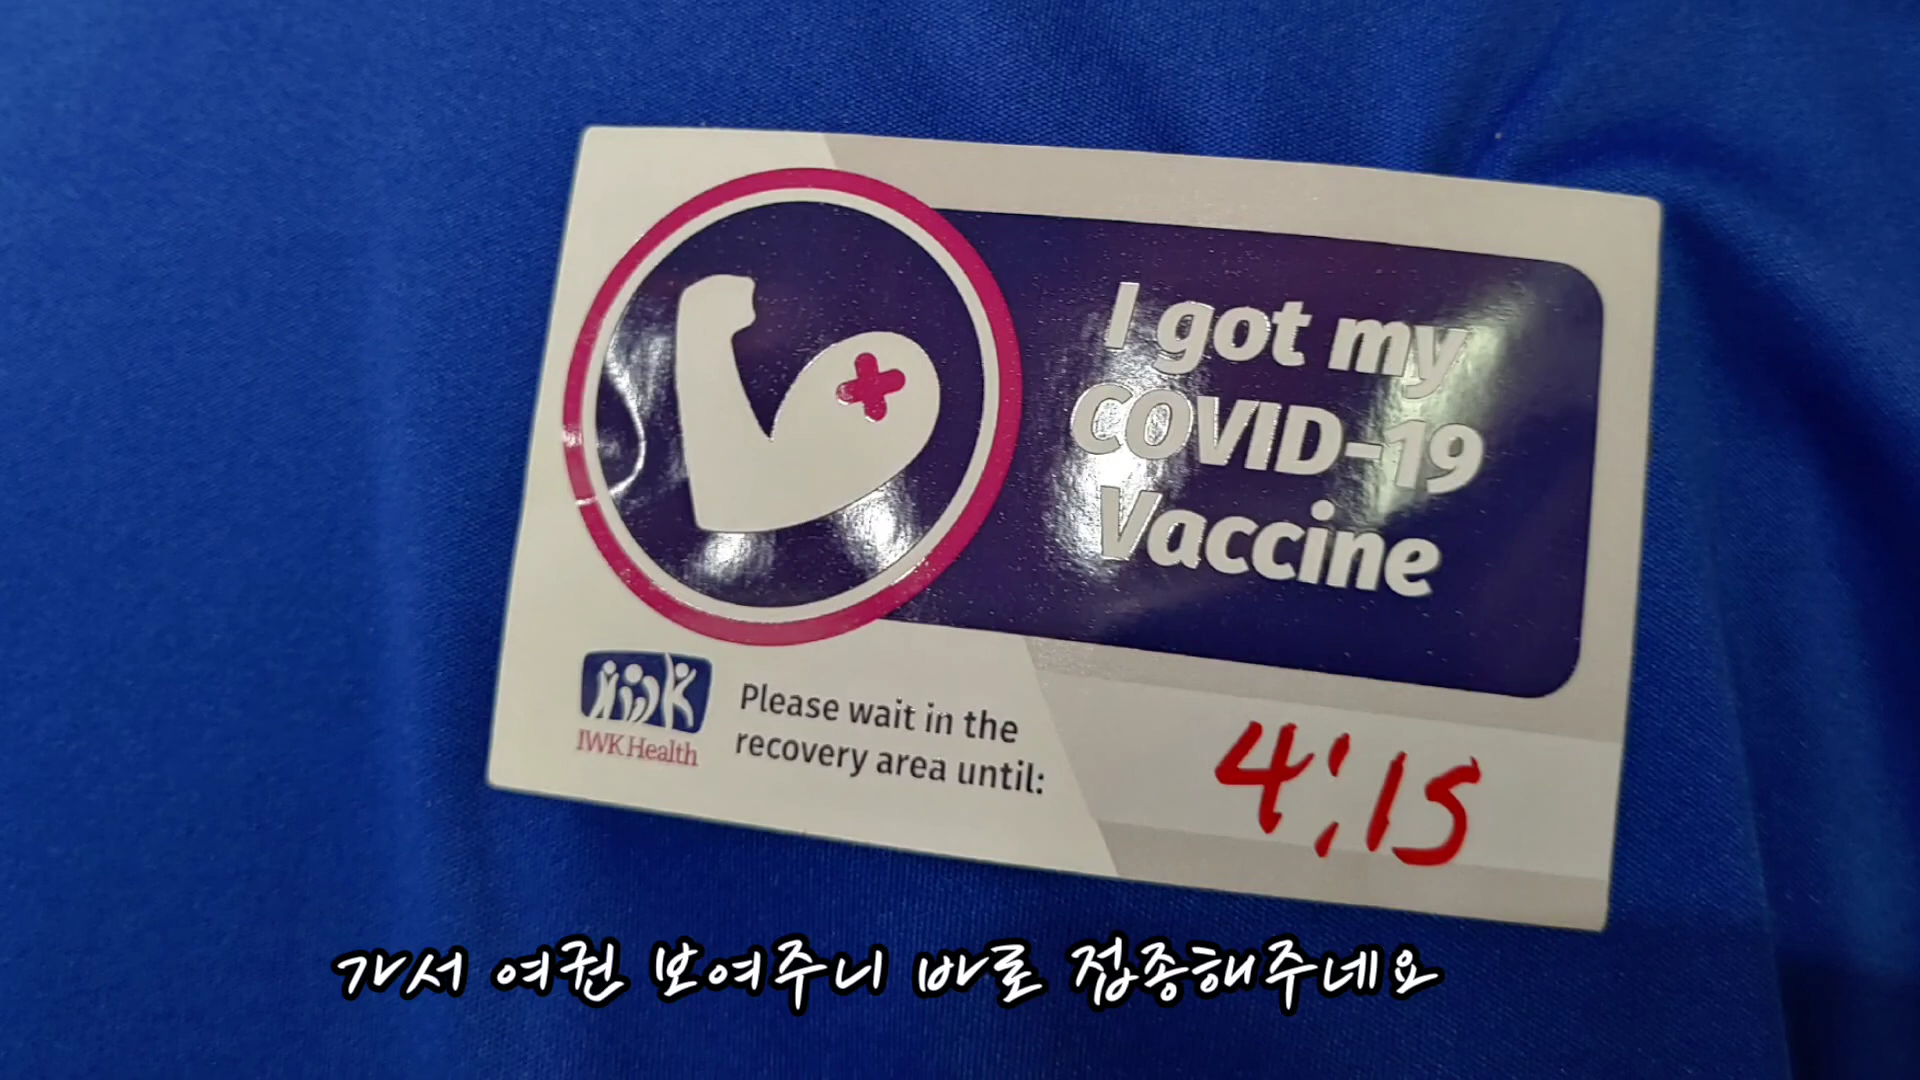 I got my
COVID-19
Vaccine
IWK
IWK Health
Please wait in the
recovery area until:
4:15
가서 여권 보여주니 바로 접종해주네요